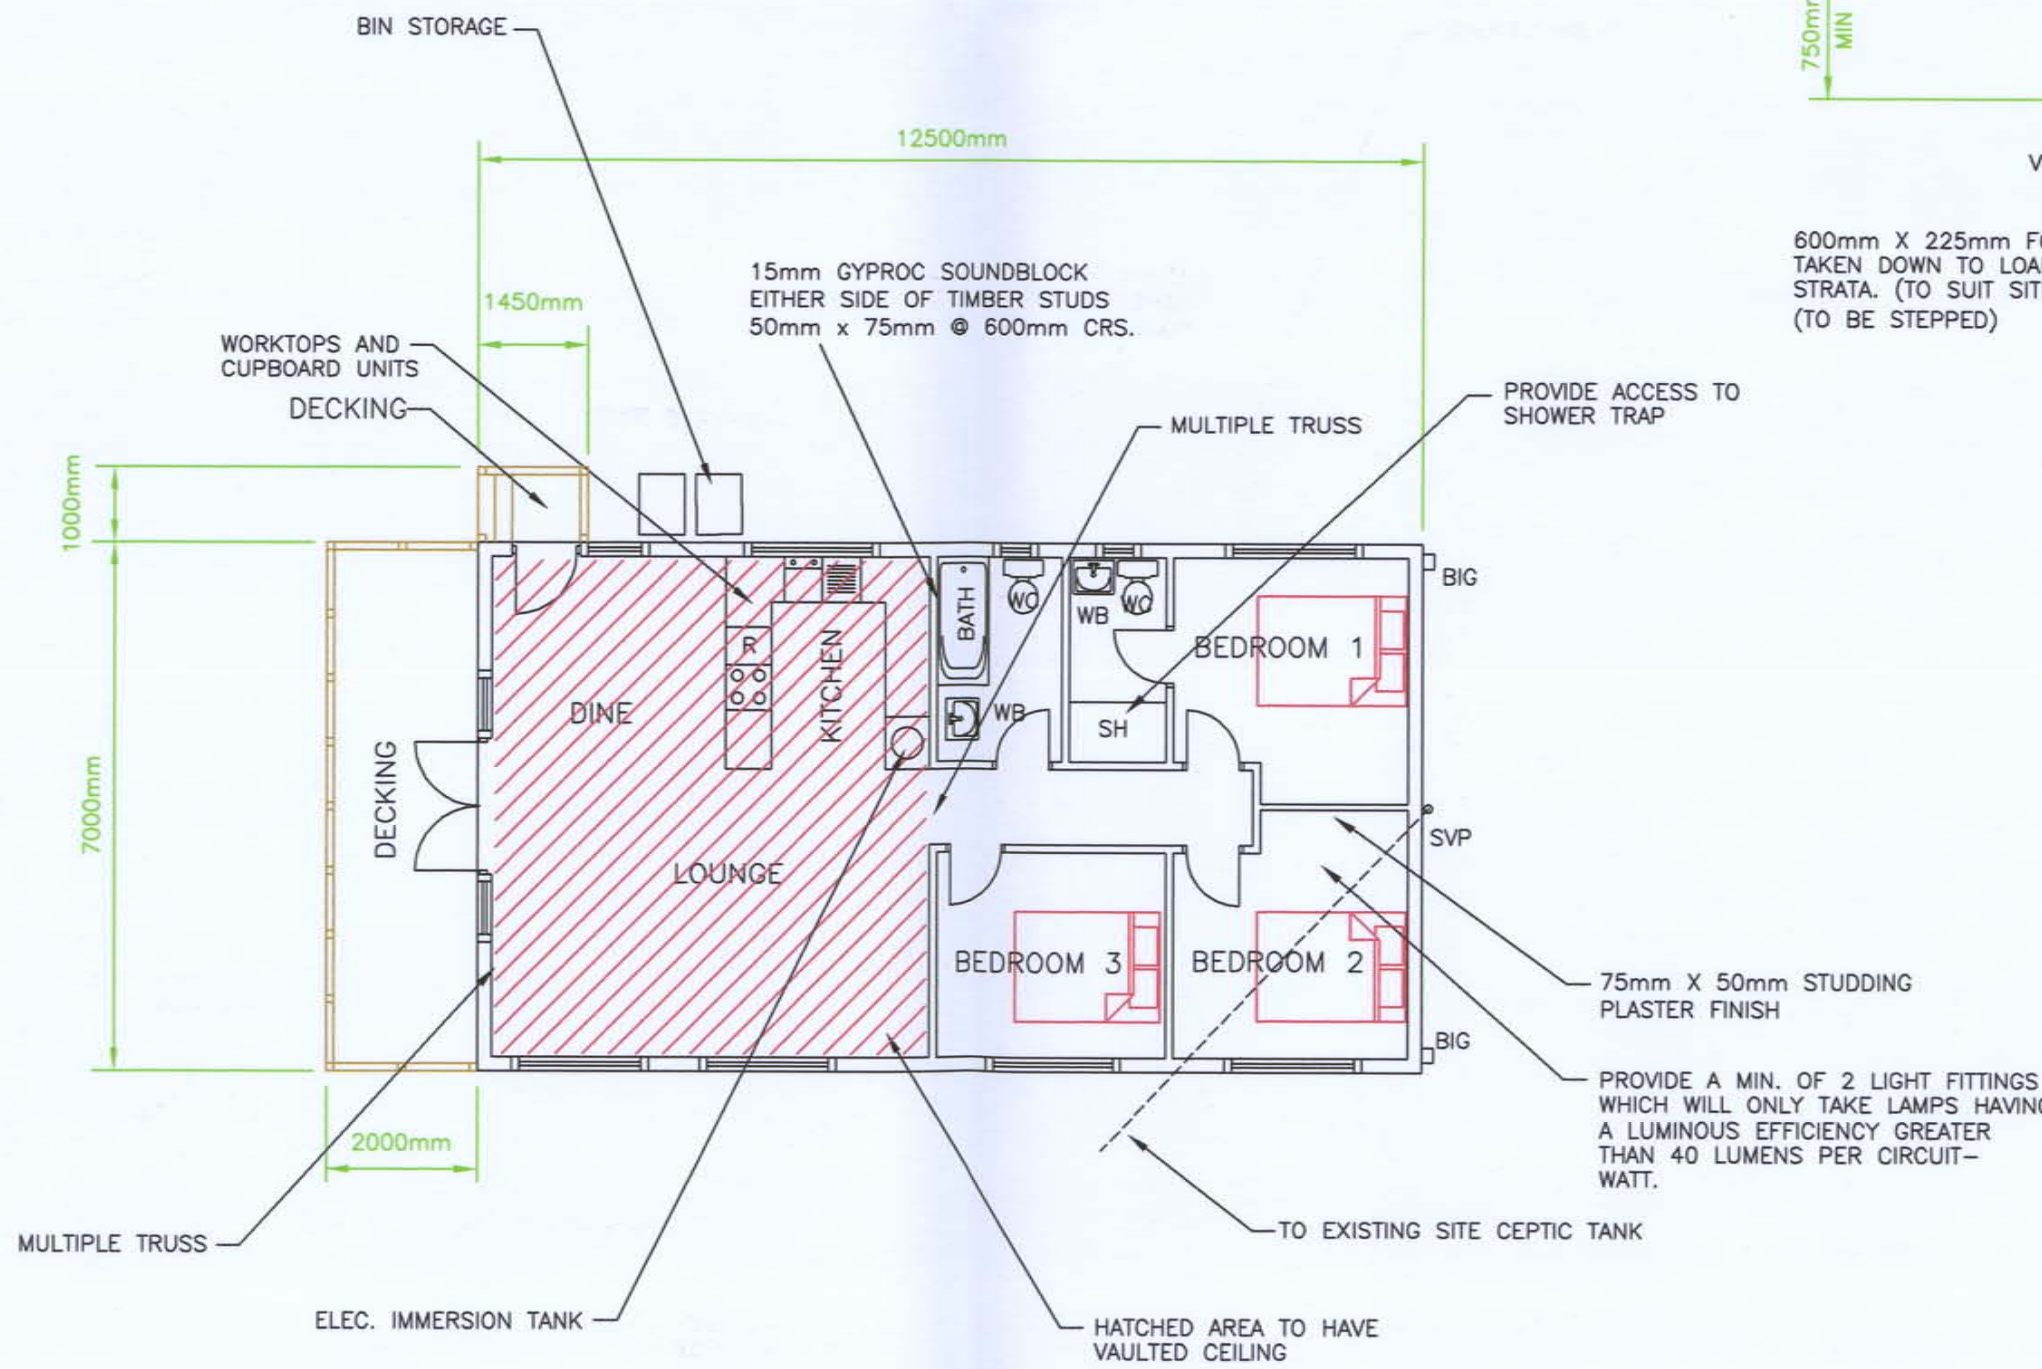 BIN STORAGE
750mm
MIN
12500mm
V
15mm GYPROC SOUNDBLOCK
EITHER SIDE OF TIMBER STUDS
50mm x 75mm @ 600mm CRS.
600mm X 225mm FO
TAKEN DOWN TO LOA
STRATA. (TO SUIT SIT
(TO BE STEPPED)
1450mm
WORKTOPS AND
CUPBOARD UNITS
DECKING
PROVIDE ACCESS TO
SHOWER TRAP
MULTIPLE TRUSS
1000mm
BIG
BATH
WC
WB
WC
R
KITCHEN
BEDROOM 1
DINE
WB
SH
DECKING
7000mm
SVP
LOUNGE
BEDROOM 3
BEDROOM 2
75mm X 50mm STUDDING
PLASTER FINISH
BIG
PROVIDE A MIN. OF 2 LIGHT FITTINGS
WHICH WILL ONLY TAKE LAMPS HAVING
A LUMINOUS EFFICIENCY GREATER
THAN 40 LUMENS PER CIRCUIT-
WATT.
2000mm
MULTIPLE TRUSS
TO EXISTING SITE CEPTIC TANK
ELEC. IMMERSION TANK
HATCHED AREA TO HAVE
VAULTED CEILING